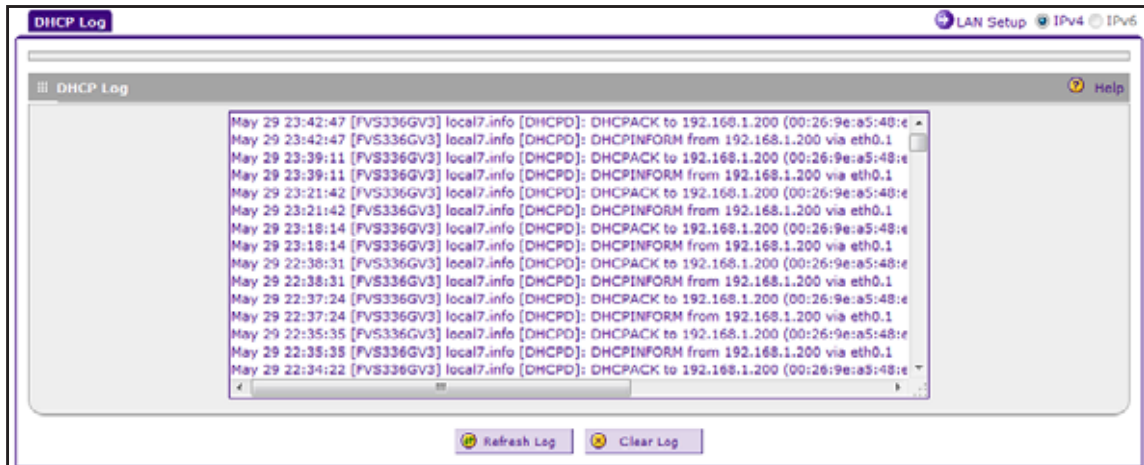 DHCP Log
LAN Setup IPv4 IPv6
DHCP Log Help
May 29 23:42:47 [FVS336GV3] local7.info [DHCPD]: DHCPACK to 192.168.1.200 (00:26:9e:a5:48:e
May 29 23:42:47 [FVS336GV3] local7.info [DHCPD]: DHCPINFORM from 192.168.1.200 via eth0.1
May 29 23:39:11 [FVS336GV3] local7.info [DHCPD]: DHCPACK to 192.168.1.200 (00:26:9e:a5:48:e
May 29 23:39:11 [FVS336GV3] local7.info [DHCPD]: DHCPINFORM from 192.168.1.200 via eth0.1
May 29 23:21:42 [FVS336GV3] local7.info [DHCPD]: DHCPACK to 192.168.1.200 (00:26:9e:a5:48:e
May 29 23:21:42 [FVS336GV3] local7.info [DHCPD]: DHCPINFORM from 192.168.1.200 via eth0.1
May 29 23:18:14 [FVS336GV3] local7.info [DHCPD]: DHCPACK to 192.168.1.200 (00:26:9e:a5:48:e
May 29 23:18:14 [FVS336GV3] local7.info [DHCPD]: DHCPINFORM from 192.168.1.200 via eth0.1
May 29 22:38:31 [FVS336GV3] local7.info [DHCPD]: DHCPACK to 192.168.1.200 (00:26:9e:a5:48:e
May 29 22:38:31 [FVS336GV3] local7.info [DHCPD]: DHCPINFORM from 192.168.1.200 via eth0.1
May 29 22:37:24 [FVS336GV3] local7.info [DHCPD]: DHCPACK to 192.168.1.200 (00:26:9e:a5:48:e
May 29 22:37:24 [FVS336GV3] local7.info [DHCPD]: DHCPINFORM from 192.168.1.200 via eth0.1
May 29 22:35:35 [FVS336GV3] local7.info [DHCPD]: DHCPACK to 192.168.1.200 (00:26:9e:a5:48:e
May 29 22:35:35 [FVS336GV3] local7.info [DHCPD]: DHCPINFORM from 192.168.1.200 via eth0.1
May 29 22:34:22 [FVS336GV3] local7.info [DHCPD]: DHCPACK to 192.168.1.200 (00:26:9e:a5:48:e
Refresh Log Clear Log